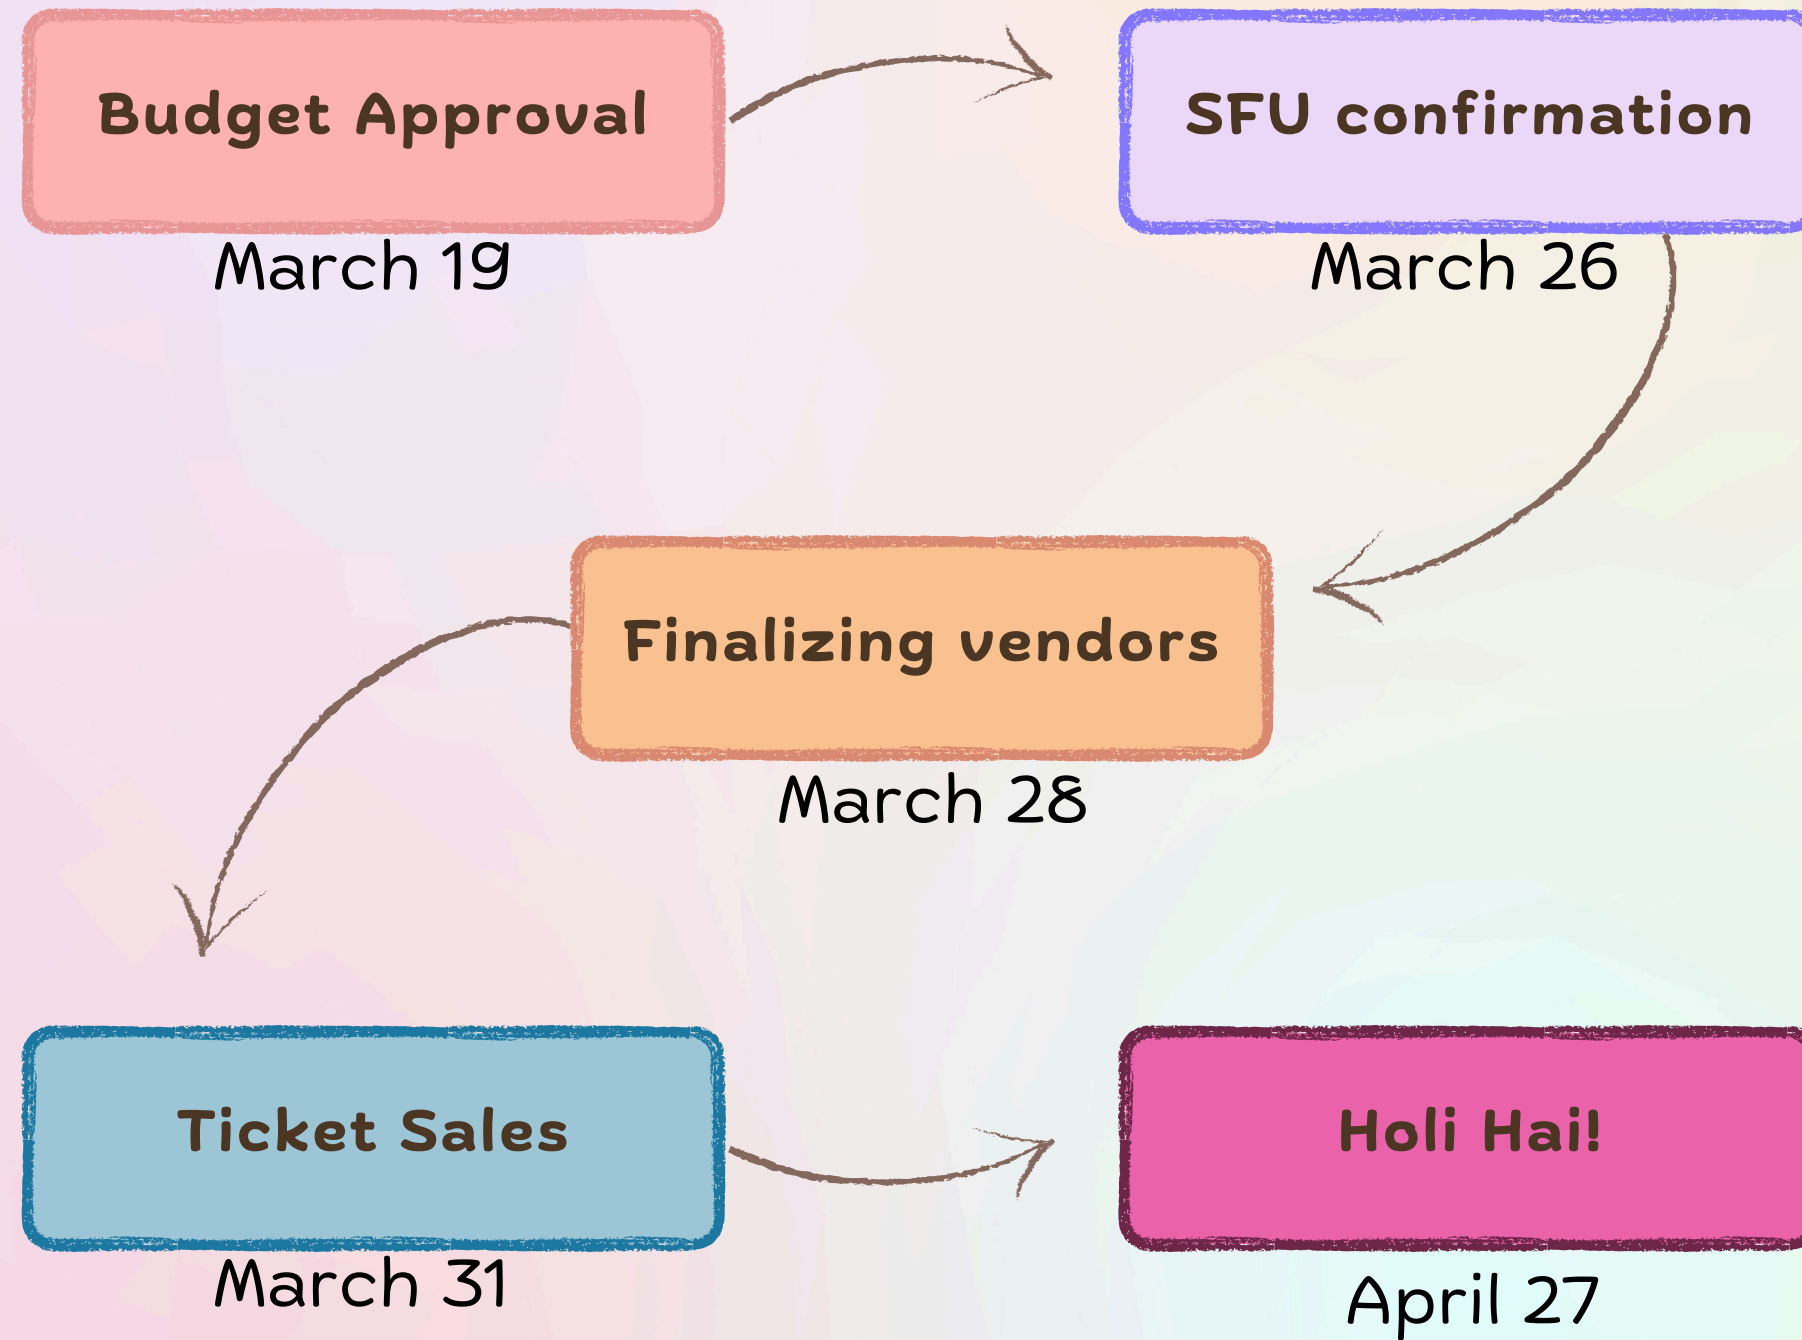 Budget Approval
March 19
SFU confirmation
March 26
Finalizing vendors
March 28
Ticket Sales
March 31
Holi Hai!
April 27